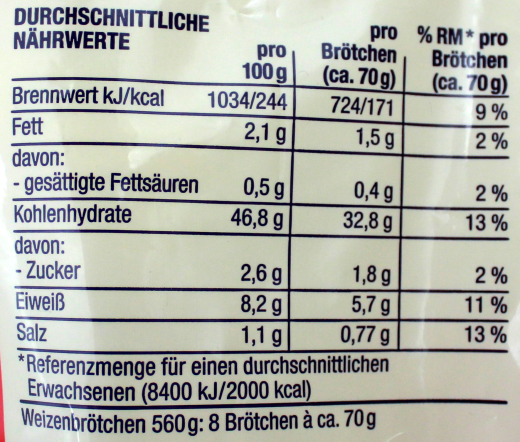 DURCHSCHNITTLICHE
NÄHRWERTE
pro 100 g
pro Brötchen (ca. 70 g)
% RM* pro Brötchen (ca. 70 g)
Brennwert kJ/kcal 1034/244 724/171 9 %
Fett 2,1 g 1,5 g 2 %
davon:
- gesättigte Fettsäuren 0,5 g 0,4 g 2 %
Kohlenhydrate 46,8 g 32,8 g 13 %
davon:
- Zucker 2,6 g 1,8 g 2 %
Eiweiß 8,2 g 5,7 g 11 %
Salz 1,1 g 0,77 g 13 %
*Referenzmenge für einen durchschnittlichen
Erwachsenen (8400 kJ/2000 kcal)
Weizenbrötchen 560 g: 8 Brötchen à ca. 70 g